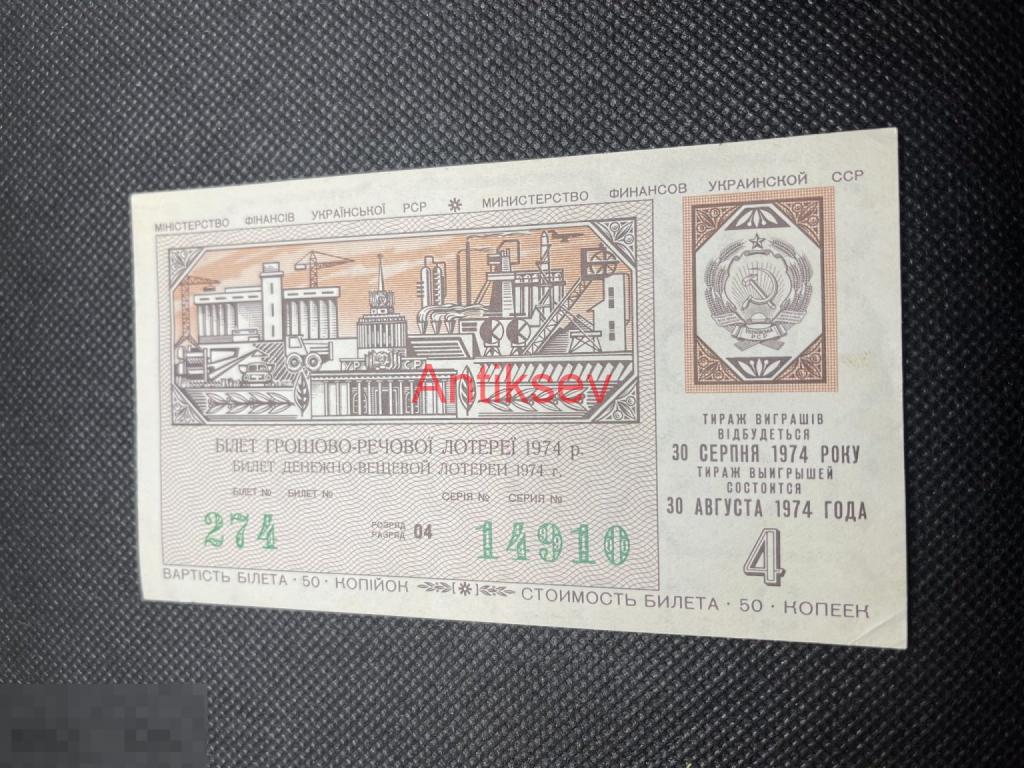 МІНІСТЕРСТВО ФІНАНСІВ УКРАЇНСЬКОЇ РСР ※ МИНИСТЕРСТВО ФИНАНСОВ УКРАИНСКОЙ ССР
УРСР
Antiksev
БІЛЕТ ГРОШОВО-РЕЧОВОЇ ЛОТЕРЕЇ 1974 р.
БИЛЕТ ДЕНЕЖНО-ВЕЩЕВОЙ ЛОТЕРЕИ 1974 г.
БІЛЕТ № БИЛЕТ № СЕРІЯ № СЕРИЯ №
274 РОЗРЯД РАЗРЯД 04 14910
ВАРТІСТЬ БІЛЕТА · 50 · КОПІЙОК СТОИМОСТЬ БИЛЕТА · 50 · КОПЕЕК
ТИРАЖ ВИГРАШІВ
ВІДБУДЕТЬСЯ
30 СЕРПНЯ 1974 РОКУ
ТИРАЖ ВЫИГРЫШЕЙ
СОСТОИТСЯ
30 АВГУСТА 1974 ГОДА
4